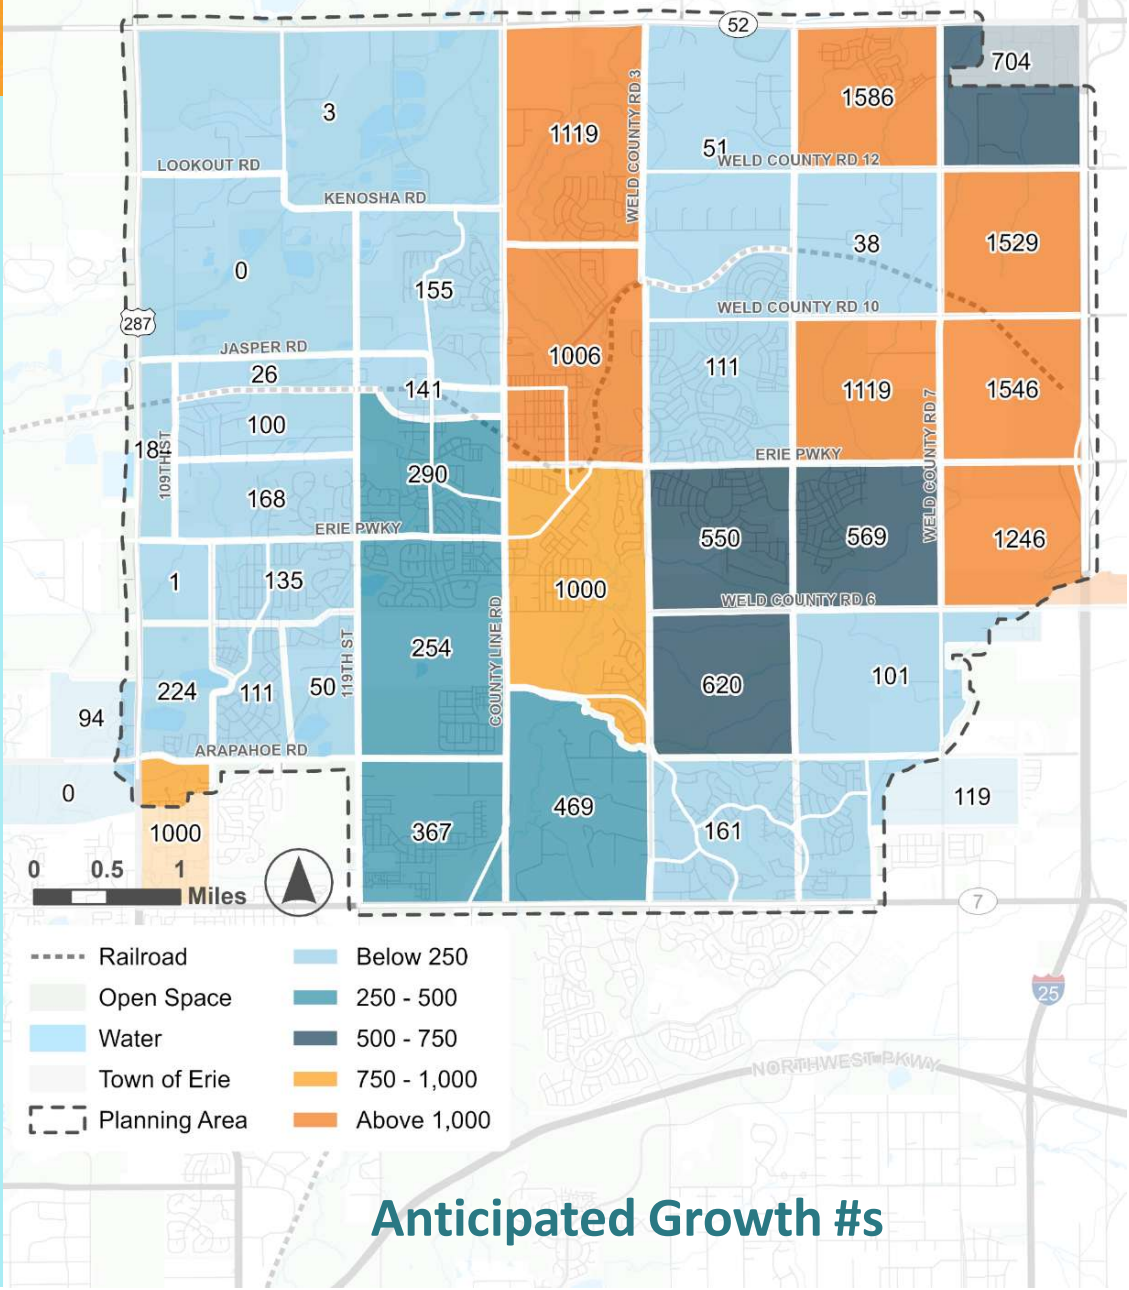 52
704
3
1119
WELD COUNTY RD 3
1586
51
WELD COUNTY RD 12
LOOKOUT RD
KENOSHA RD
0
155
38
1529
WELD COUNTY RD 10
287
JASPER RD
26
141
1006
111
1119
1546
WELD COUNTY RD 7
100
18
109TH ST
290
ERIE PWKY
168
ERIE PWKY
550
569
1246
1
135
1000
WELD COUNTY RD 6
COUNTY LINE RD
119TH ST
254
224
111
50
620
101
94
ARAPAHOE RD
0
1000
367
469
161
119
0 0.5 1
Miles
7
25
NORTHWEST PKWY
Railroad
Open Space
Water
Town of Erie
Planning Area
Below 250
250 - 500
500 - 750
750 - 1,000
Above 1,000
Anticipated Growth #s